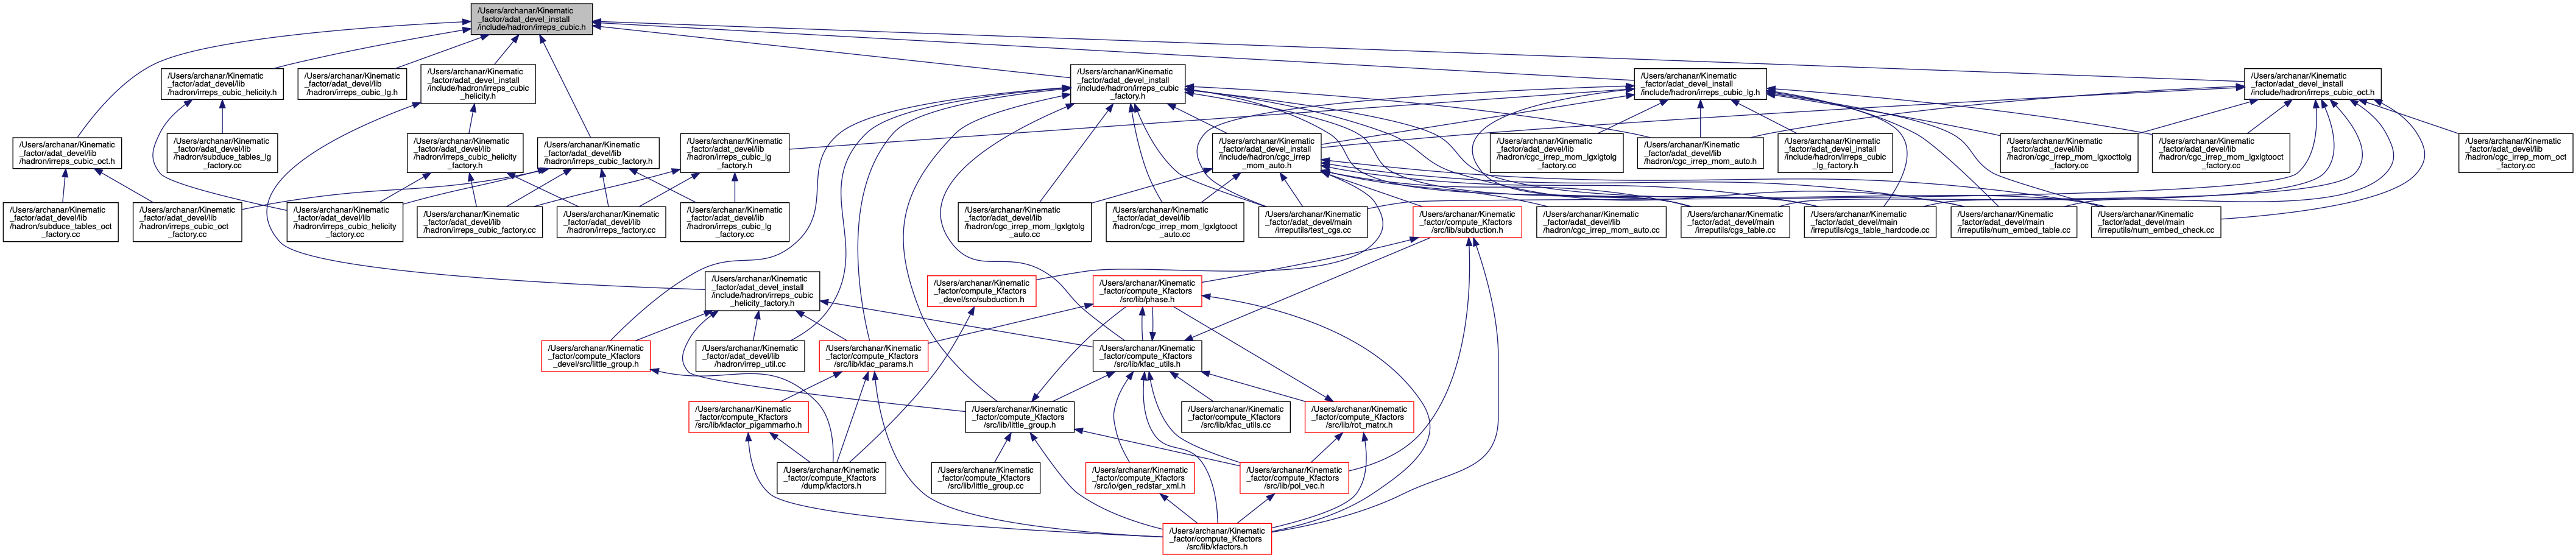 /Users/archanar/Kinematic
_factor/adat_devel_install
/include/hadron/irreps_cubic.h
/Users/archanar/Kinematic
_factor/adat_devel/lib
/hadron/irreps_cubic_helicity.h
/Users/archanar/Kinematic
_factor/adat_devel/lib
/hadron/irreps_cubic_lg.h
/Users/archanar/Kinematic
_factor/adat_devel_install
/include/hadron/irreps_cubic
_helicity.h
/Users/archanar/Kinematic
_factor/adat_devel_install
/include/hadron/irreps_cubic
_factory.h
/Users/archanar/Kinematic
_factor/adat_devel_install
/include/hadron/irreps_cubic_lg.h
/Users/archanar/Kinematic
_factor/adat_devel_install
/include/hadron/irreps_cubic_oct.h
/Users/archanar/Kinematic
_factor/adat_devel/lib
/hadron/irreps_cubic_oct.h
/Users/archanar/Kinematic
_factor/adat_devel/lib
/hadron/subduce_tables_lg
_factory.cc
/Users/archanar/Kinematic
_factor/adat_devel/lib
/hadron/irreps_cubic_helicity
_factory.h
/Users/archanar/Kinematic
_factor/adat_devel/lib
/hadron/irreps_cubic_factory.h
/Users/archanar/Kinematic
_factor/adat_devel/lib
/hadron/irreps_cubic_lg
_factory.h
/Users/archanar/Kinematic
_factor/adat_devel_install
/include/hadron/cgc_irrep
_mom_auto.h
/Users/archanar/Kinematic
_factor/adat_devel/lib
/hadron/cgc_irrep_mom_lgxlgtolg
_factory.cc
/Users/archanar/Kinematic
_factor/adat_devel/lib
/hadron/cgc_irrep_mom_auto.h
/Users/archanar/Kinematic
_factor/adat_devel_install
/include/hadron/irreps_cubic
_lg_factory.h
/Users/archanar/Kinematic
_factor/adat_devel/lib
/hadron/cgc_irrep_mom_lgxocttolg
_factory.cc
/Users/archanar/Kinematic
_factor/adat_devel/lib
/hadron/cgc_irrep_mom_lgxlgtooct
_factory.cc
/Users/archanar/Kinematic
_factor/adat_devel/lib
/hadron/cgc_irrep_mom_oct
_factory.cc
/Users/archanar/Kinematic
_factor/adat_devel/lib
/hadron/subduce_tables_oct
_factory.cc
/Users/archanar/Kinematic
_factor/adat_devel/lib
/hadron/irreps_cubic_oct
_factory.cc
/Users/archanar/Kinematic
_factor/adat_devel/lib
/hadron/irreps_cubic_helicity
_factory.cc
/Users/archanar/Kinematic
_factor/adat_devel/lib
/hadron/irreps_cubic_factory.cc
/Users/archanar/Kinematic
_factor/adat_devel/lib
/hadron/irreps_factory.cc
/Users/archanar/Kinematic
_factor/adat_devel/lib
/hadron/irreps_cubic_lg
_factory.cc
/Users/archanar/Kinematic
_factor/adat_devel/lib
/hadron/cgc_irrep_mom_lgxlgtolg
_auto.cc
/Users/archanar/Kinematic
_factor/adat_devel/lib
/hadron/cgc_irrep_mom_lgxlgtooct
_auto.cc
/Users/archanar/Kinematic
_factor/adat_devel/main
/irreputils/test_cgs.cc
/Users/archanar/Kinematic
_factor/compute_Kfactors
/src/lib/subduction.h
/Users/archanar/Kinematic
_factor/adat_devel/lib
/hadron/cgc_irrep_mom_auto.cc
/Users/archanar/Kinematic
_factor/adat_devel/main
/irreputils/cgs_table.cc
/Users/archanar/Kinematic
_factor/adat_devel/main
/irreputils/cgs_table_hardcode.cc
/Users/archanar/Kinematic
_factor/adat_devel/main
/irreputils/num_embed_table.cc
/Users/archanar/Kinematic
_factor/adat_devel/main
/irreputils/num_embed_check.cc
/Users/archanar/Kinematic
_factor/adat_devel_install
/include/hadron/irreps_cubic
_helicity_factory.h
/Users/archanar/Kinematic
_factor/compute_Kfactors
_devel/src/subduction.h
/Users/archanar/Kinematic
_factor/compute_Kfactors
/src/lib/phase.h
/Users/archanar/Kinematic
_factor/compute_Kfactors
_devel/src/little_group.h
/Users/archanar/Kinematic
_factor/adat_devel/lib
/hadron/irrep_util.cc
/Users/archanar/Kinematic
_factor/compute_Kfactors
/src/lib/kfac_params.h
/Users/archanar/Kinematic
_factor/compute_Kfactors
/src/lib/kfac_utils.h
/Users/archanar/Kinematic
_factor/compute_Kfactors
/src/lib/kfactor_pigammarho.h
/Users/archanar/Kinematic
_factor/compute_Kfactors
/src/lib/little_group.h
/Users/archanar/Kinematic
_factor/compute_Kfactors
/src/lib/kfac_utils.cc
/Users/archanar/Kinematic
_factor/compute_Kfactors
/src/lib/rot_matrx.h
/Users/archanar/Kinematic
_factor/compute_Kfactors
/dump/kfactors.h
/Users/archanar/Kinematic
_factor/compute_Kfactors
/src/lib/little_group.cc
/Users/archanar/Kinematic
_factor/compute_Kfactors
/src/io/gen_redstar_xml.h
/Users/archanar/Kinematic
_factor/compute_Kfactors
/src/lib/pol_vec.h
/Users/archanar/Kinematic
_factor/compute_Kfactors
/src/lib/kfactors.h